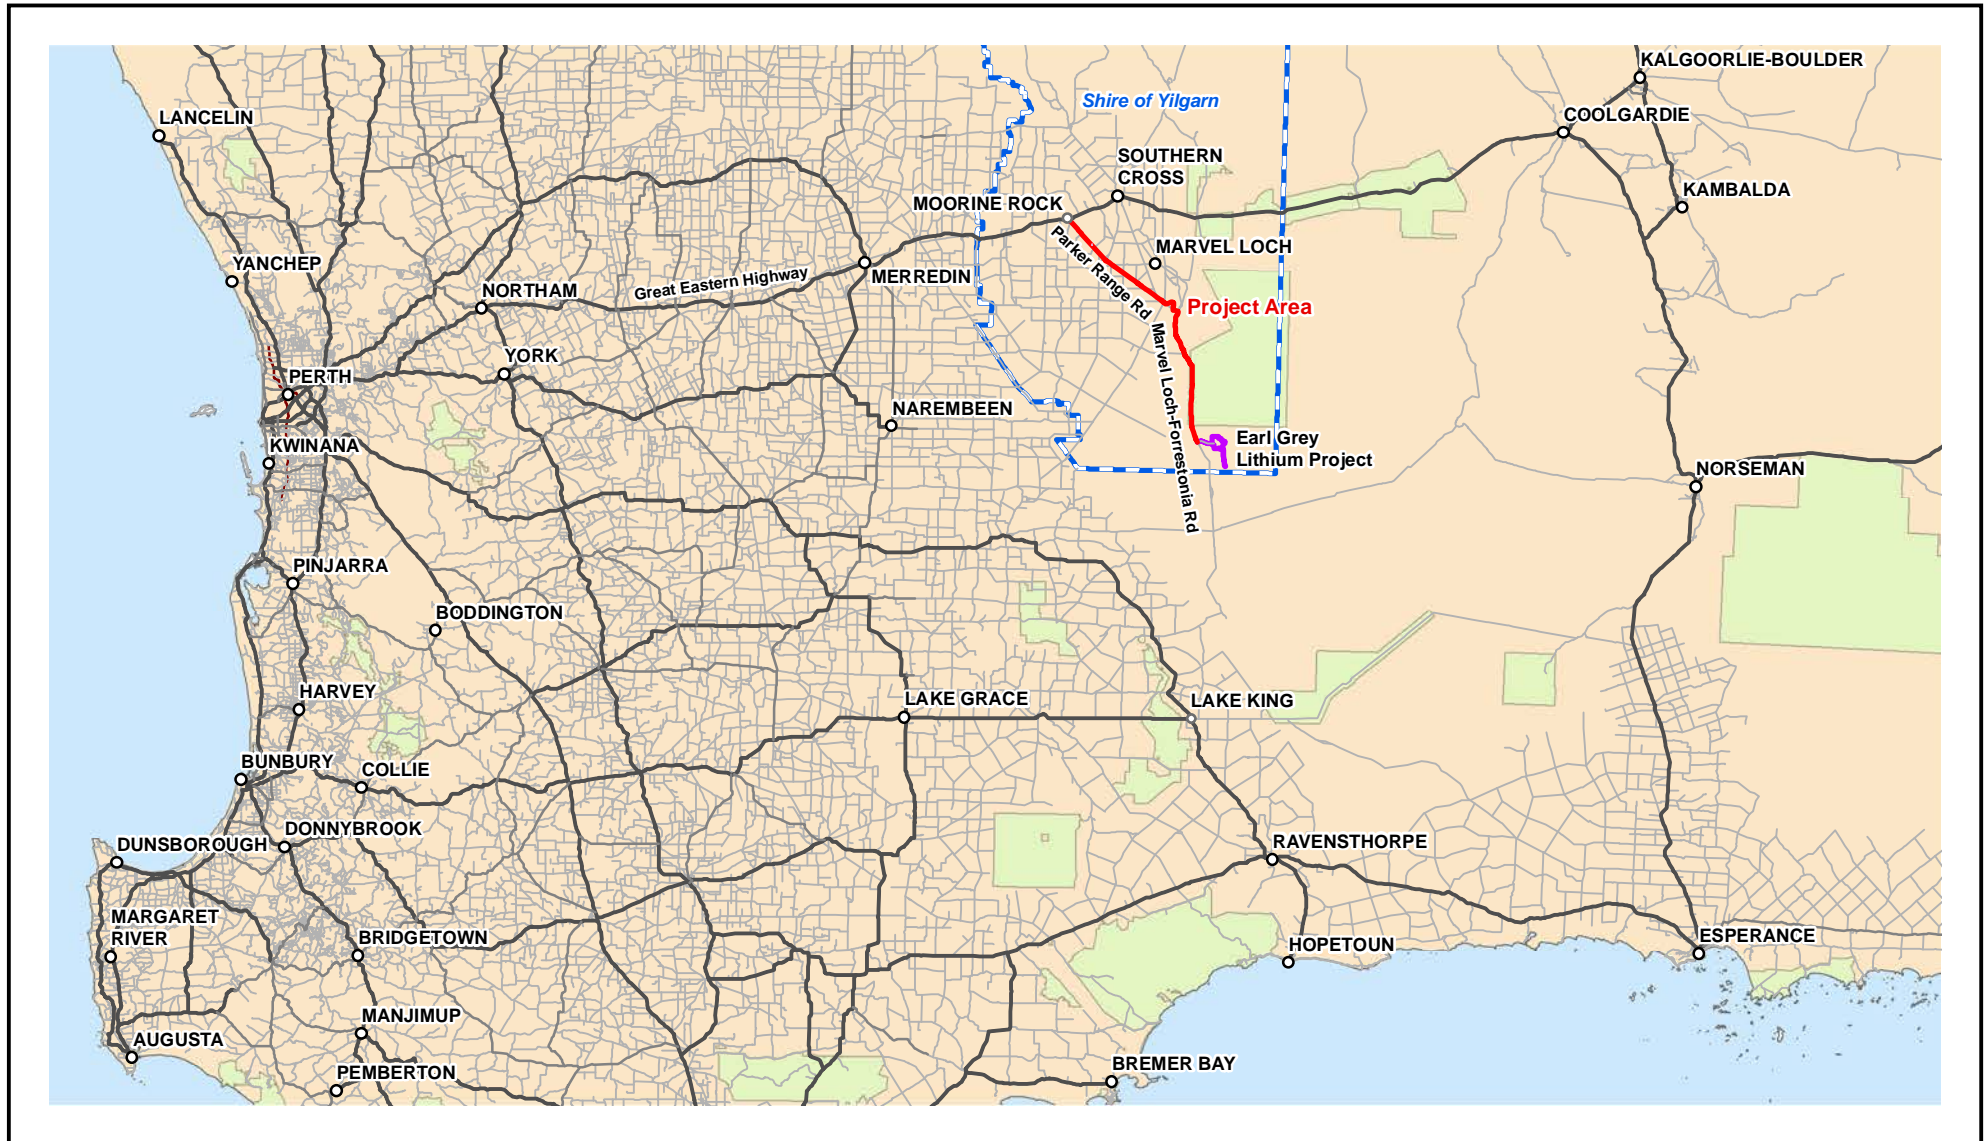 KALGOORLIE-BOULDER
Shire of Yilgarn
LANCELIN
COOLGARDIE
SOUTHERN
CROSS
KAMBALDA
MOORINE ROCK
Parker Range Rd
MARVEL LOCH
YANCHEP
MERREDIN
Great Eastern Highway
NORTHAM
Project Area
Marvel Loch-Forrestonia Rd
YORK
PERTH
NAREMBEEN
KWINANA
Earl Grey
Lithium Project
NORSEMAN
PINJARRA
BODDINGTON
HARVEY
LAKE GRACE
LAKE KING
BUNBURY
COLLIE
DONNYBROOK
DUNSBOROUGH
RAVENSTHORPE
MARGARET
RIVER
BRIDGETOWN
HOPETOUN
ESPERANCE
MANJIMUP
AUGUSTA
PEMBERTON
BREMER BAY